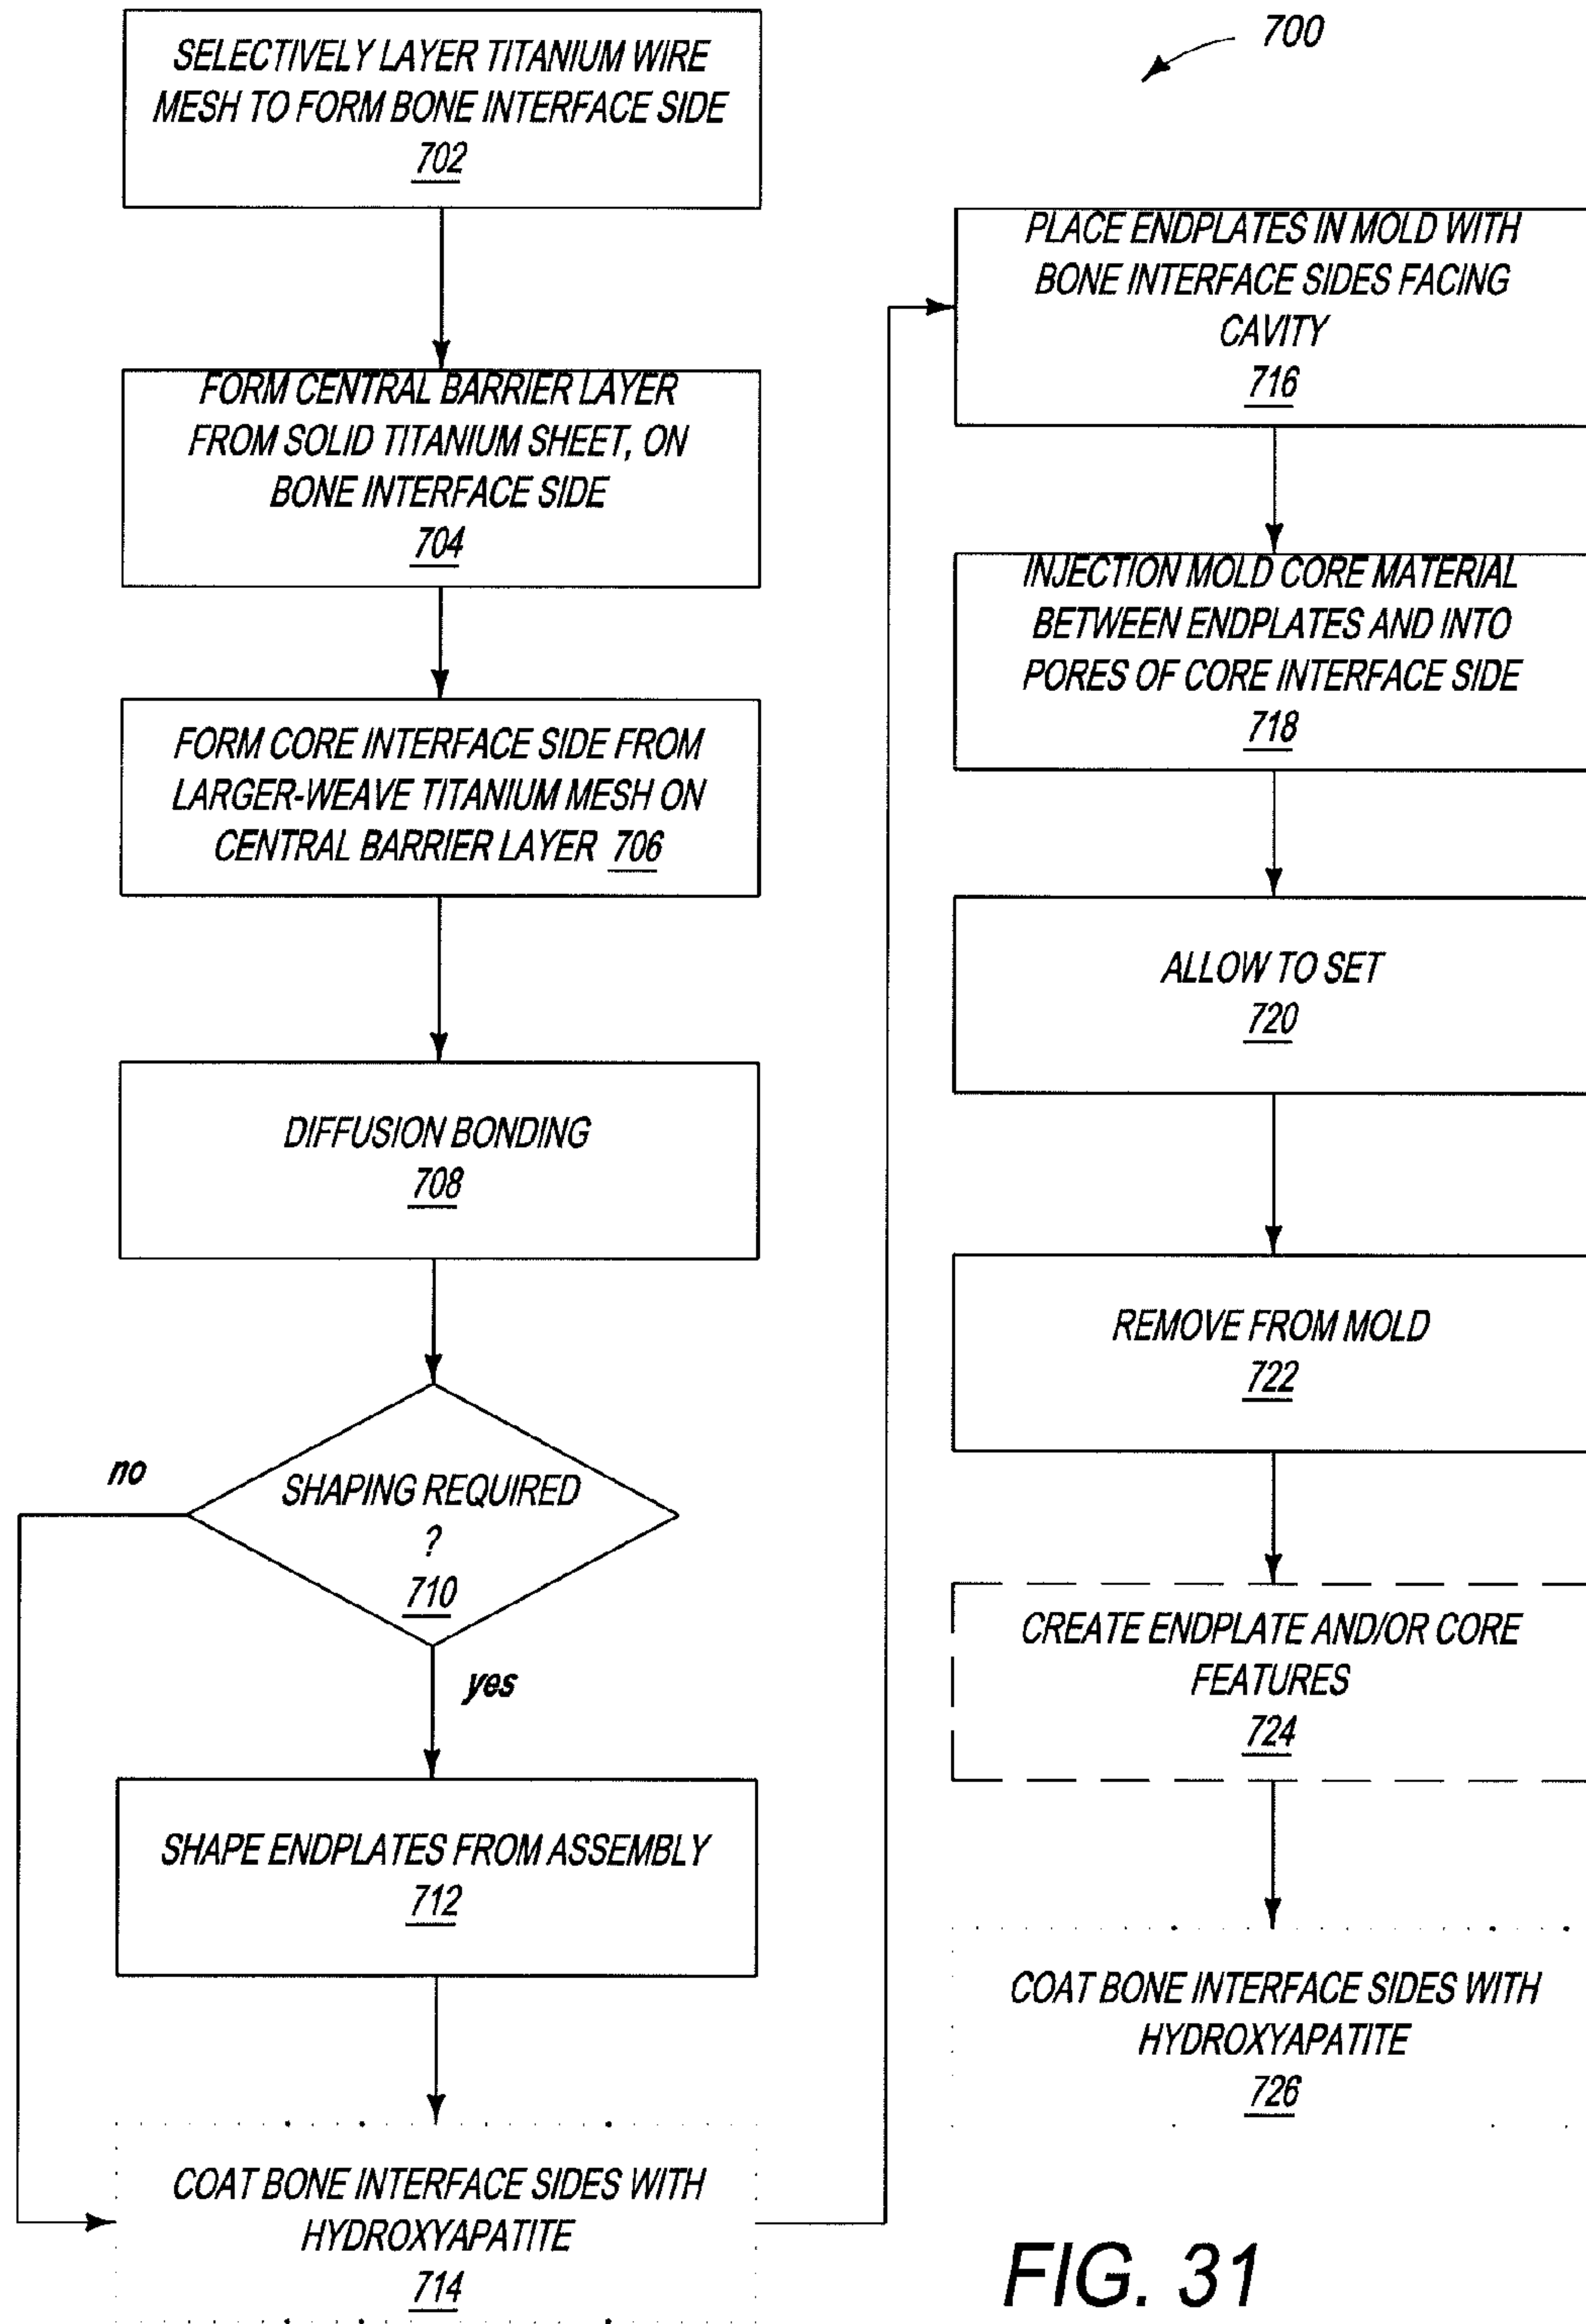 700
SELECTIVELY LAYER TITANIUM WIRE
MESH TO FORM BONE INTERFACE SIDE
702
FORM CENTRAL BARRIER LAYER
FROM SOLID TITANIUM SHEET, ON
BONE INTERFACE SIDE
704
FORM CORE INTERFACE SIDE FROM
LARGER-WEAVE TITANIUM MESH ON
CENTRAL BARRIER LAYER 706
DIFFUSION BONDING
708
SHAPING REQUIRED
?
710
no
yes
SHAPE ENDPLATES FROM ASSEMBLY
712
COAT BONE INTERFACE SIDES WITH
HYDROXYAPATITE
714
PLACE ENDPLATES IN MOLD WITH
BONE INTERFACE SIDES FACING
CAVITY
716
INJECTION MOLD CORE MATERIAL
BETWEEN ENDPLATES AND INTO
PORES OF CORE INTERFACE SIDE
718
ALLOW TO SET
720
REMOVE FROM MOLD
722
CREATE ENDPLATE AND/OR CORE
FEATURES
724
COAT BONE INTERFACE SIDES WITH
HYDROXYAPATITE
726
FIG. 31